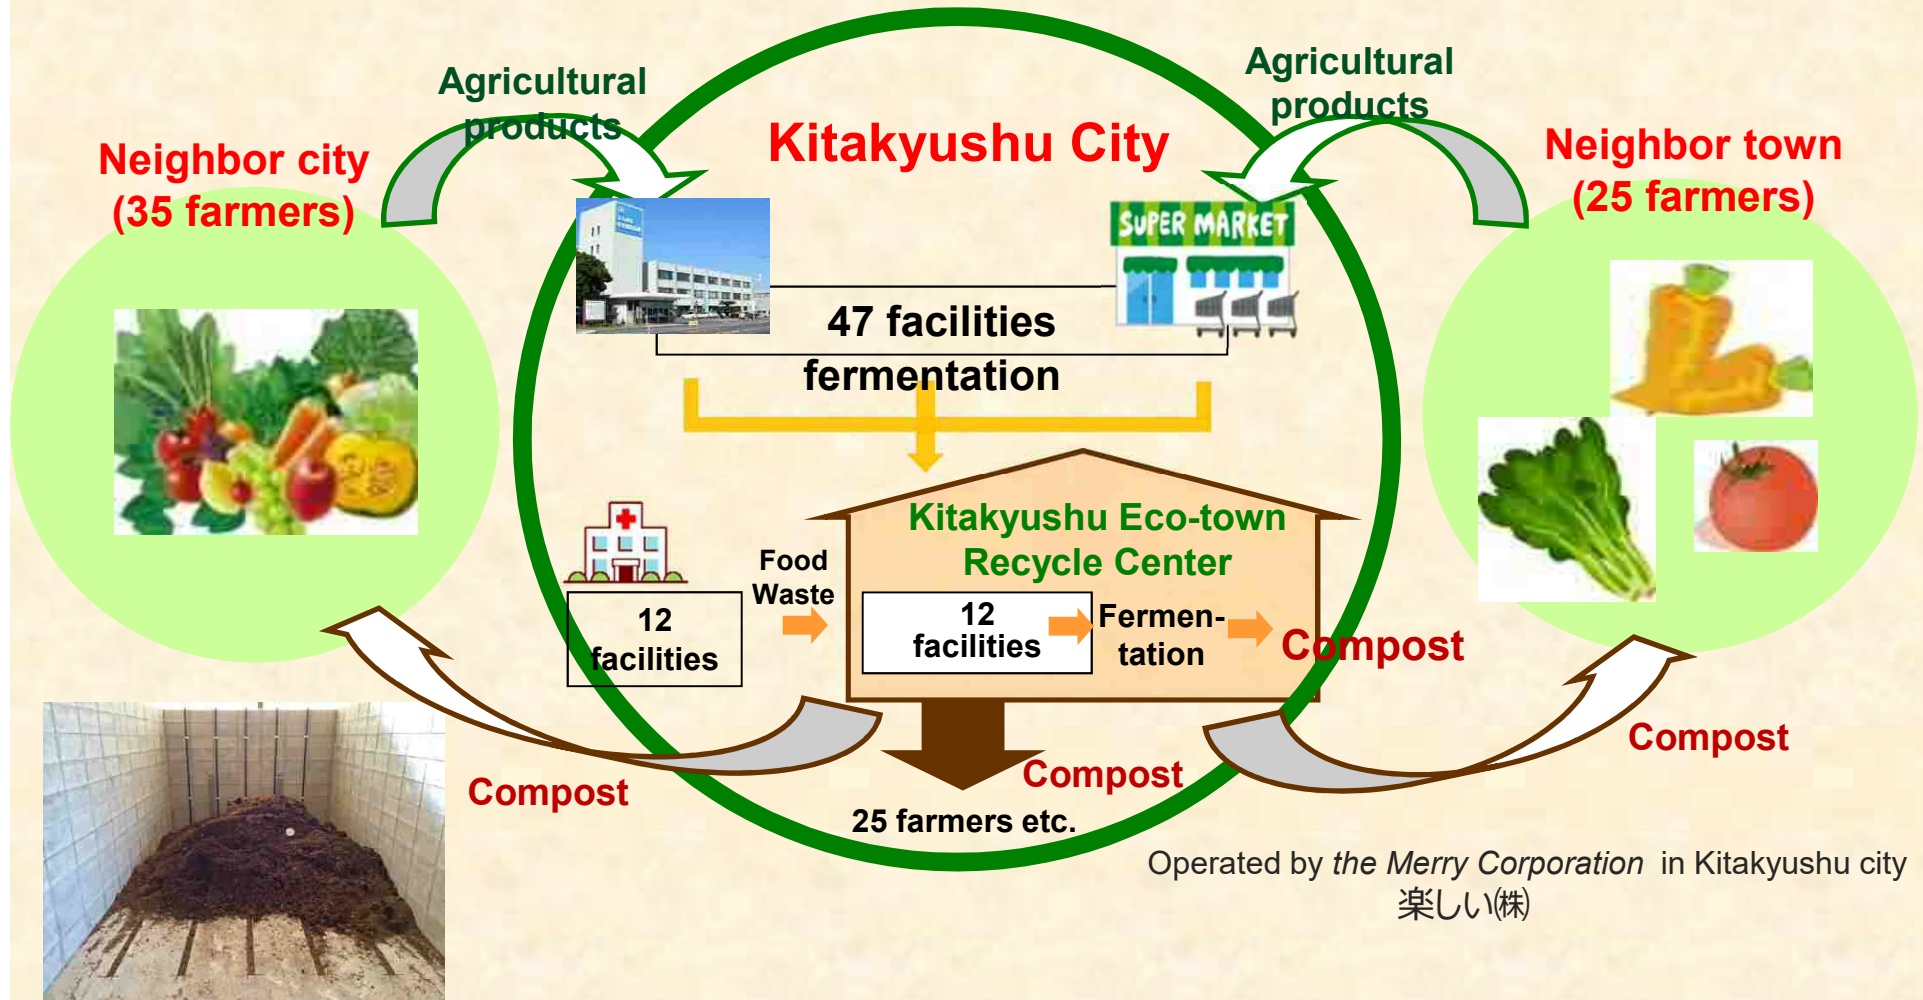 Agricultural
products
Agricultural
products
Kitakyushu City
Neighbor city
(35 farmers)
Neighbor town
(25 farmers)
SUPER MARKET
47 facilities
fermentation
Kitakyushu Eco-town
Recycle Center
Food
Waste
12
facilities
12
facilities
Fermen-
tation
Compost
Compost
Compost
Compost
25 farmers etc.
Operated by the Merry Corporation in Kitakyushu city
楽しい㈱